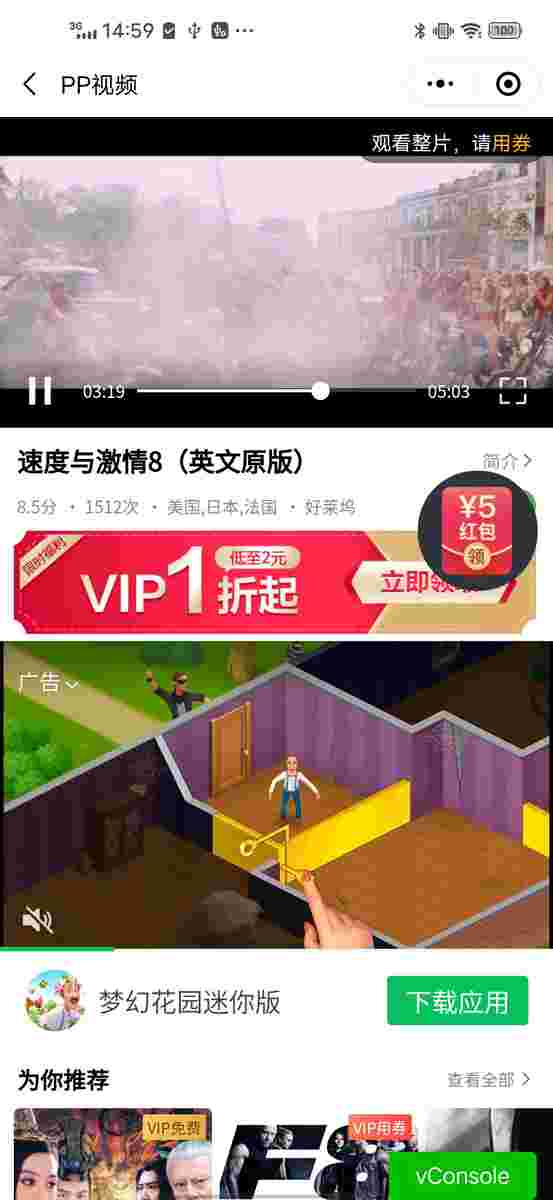 3G 14:59 100
PP视频
观看整片，请用券
03:19 05:03
速度与激情8（英文原版） 简介
8.5分 · 1512次 · 美国,日本,法国 · 好莱坞
¥5
红包
领
限时福利
VIP1折起
低至2元
立即领
广告
梦幻花园迷你版 下载应用
为你推荐 查看全部
VIP免费 VIP用券
F8
vConsole